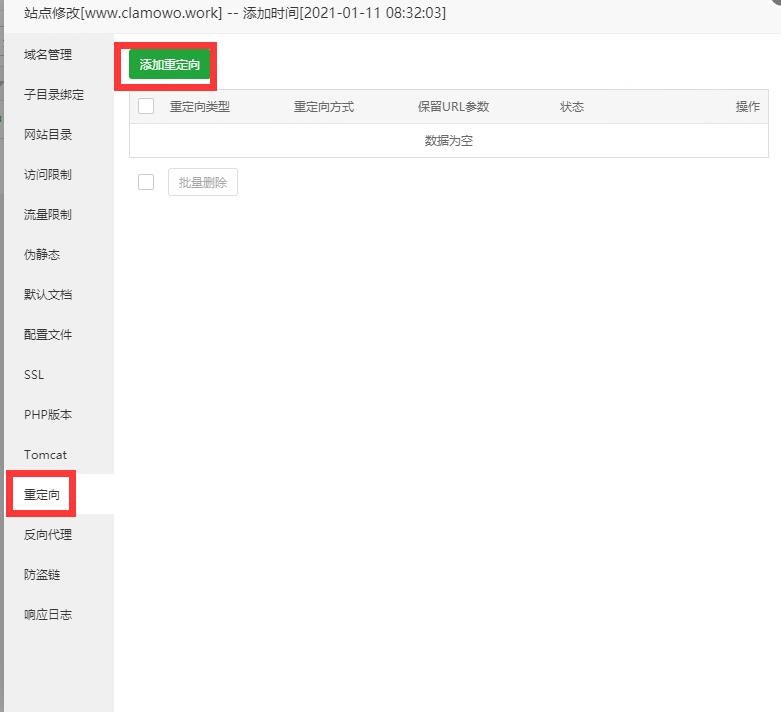 站点修改[www.clamowo.work] -- 添加时间[2021-01-11 08:32:03]
域名管理
子目录绑定
网站目录
访问限制
流量限制
伪静态
默认文档
配置文件
SSL
PHP版本
Tomcat
重定向
反向代理
防盗链
响应日志
添加重定向
重定向类型 重定向方式 保留URL参数 状态 操作
数据为空
批量删除